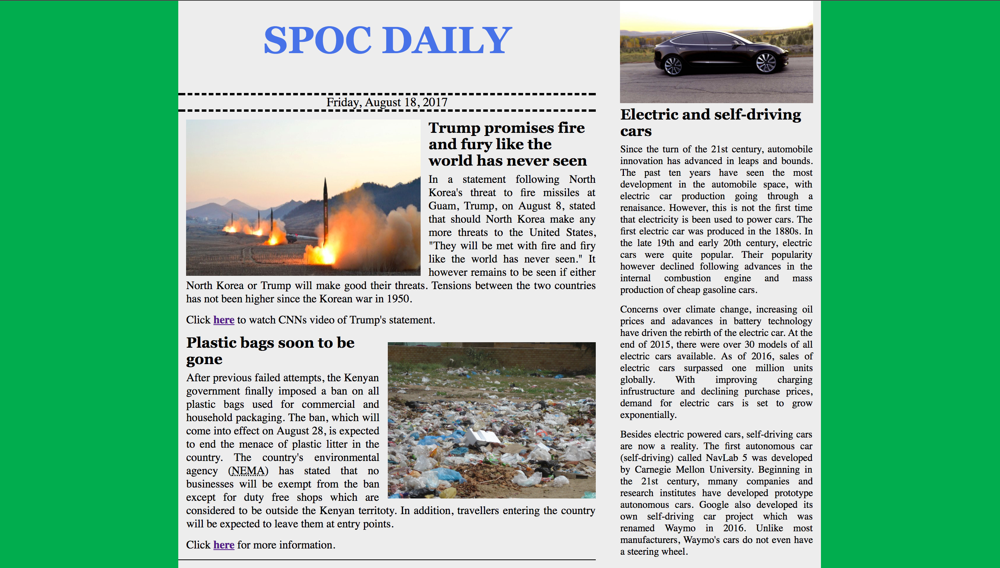 SPOC DAILY
Friday, August 18, 2017
Trump promises fire
and fury like the
world has never seen
In a statement following North
Korea's threat to fire missiles at
Guam, Trump, on August 8, stated
that should North Korea make any
more threats to the United States,
"They will be met with fire and firy
like the world has never seen." It
however remains to be seen if either
North Korea or Trump will make good their threats. Tensions between the two countries
has not been higher since the Korean war in 1950.
Click here to watch CNNs video of Trump's statement.
Plastic bags soon to be
gone
After previous failed attempts, the Kenyan
government finally imposed a ban on all
plastic bags used for commercial and
household packaging. The ban, which will
come into effect on August 28, is expected
to end the menace of plastic litter in the
country. The country's environmental
agency (NEMA) has stated that no
businesses will be exempt from the ban
except for duty free shops which are
considered to be outside the Kenyan territoty. In addition, travellers entering the country
will be expected to leave them at entry points.
Click here for more information.
Electric and self-driving
cars
Since the turn of the 21st century, automobile
innovation has advanced in leaps and bounds.
The past ten years have seen the most
development in the automobile space, with
electric car production going through a
renaisance. However, this is not the first time
that electricity is been used to power cars. The
first electric car was produced in the 1880s. In
the late 19th and early 20th century, electric
cars were quite popular. Their popularity
however declined following advances in the
internal combustion engine and mass
production of cheap gasoline cars.
Concerns over climate change, increasing oil
prices and adavances in battery technology
have driven the rebirth of the electric car. At the
end of 2015, there were over 30 models of all
electric cars available. As of 2016, sales of
electric cars surpassed one million units
globally. With improving charging
infrustructure and declining purchase prices,
demand for electric cars is set to grow
exponentially.
Besides electric powered cars, self-driving cars
are now a reality. The first autonomous car
(self-driving) called NavLab 5 was developed
by Carnegie Mellon University. Beginning in
the 21st century, mmany companies and
research institutes have developed prototype
autonomous cars. Google also developed its
own self-driving car project which was
renamed Waymo in 2016. Unlike most
manufacturers, Waymo's cars do not even have
a steering wheel.